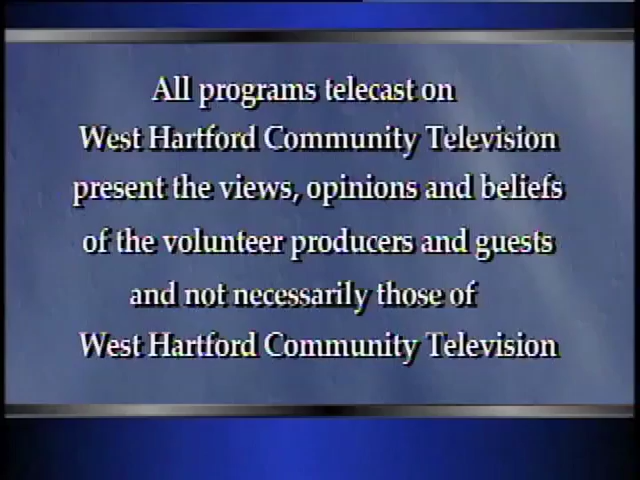 All programs telecast on
West Hartford Community Television
present the views, opinions and beliefs
of the volunteer producers and guests
and not necessarily those of
West Hartford Community Television